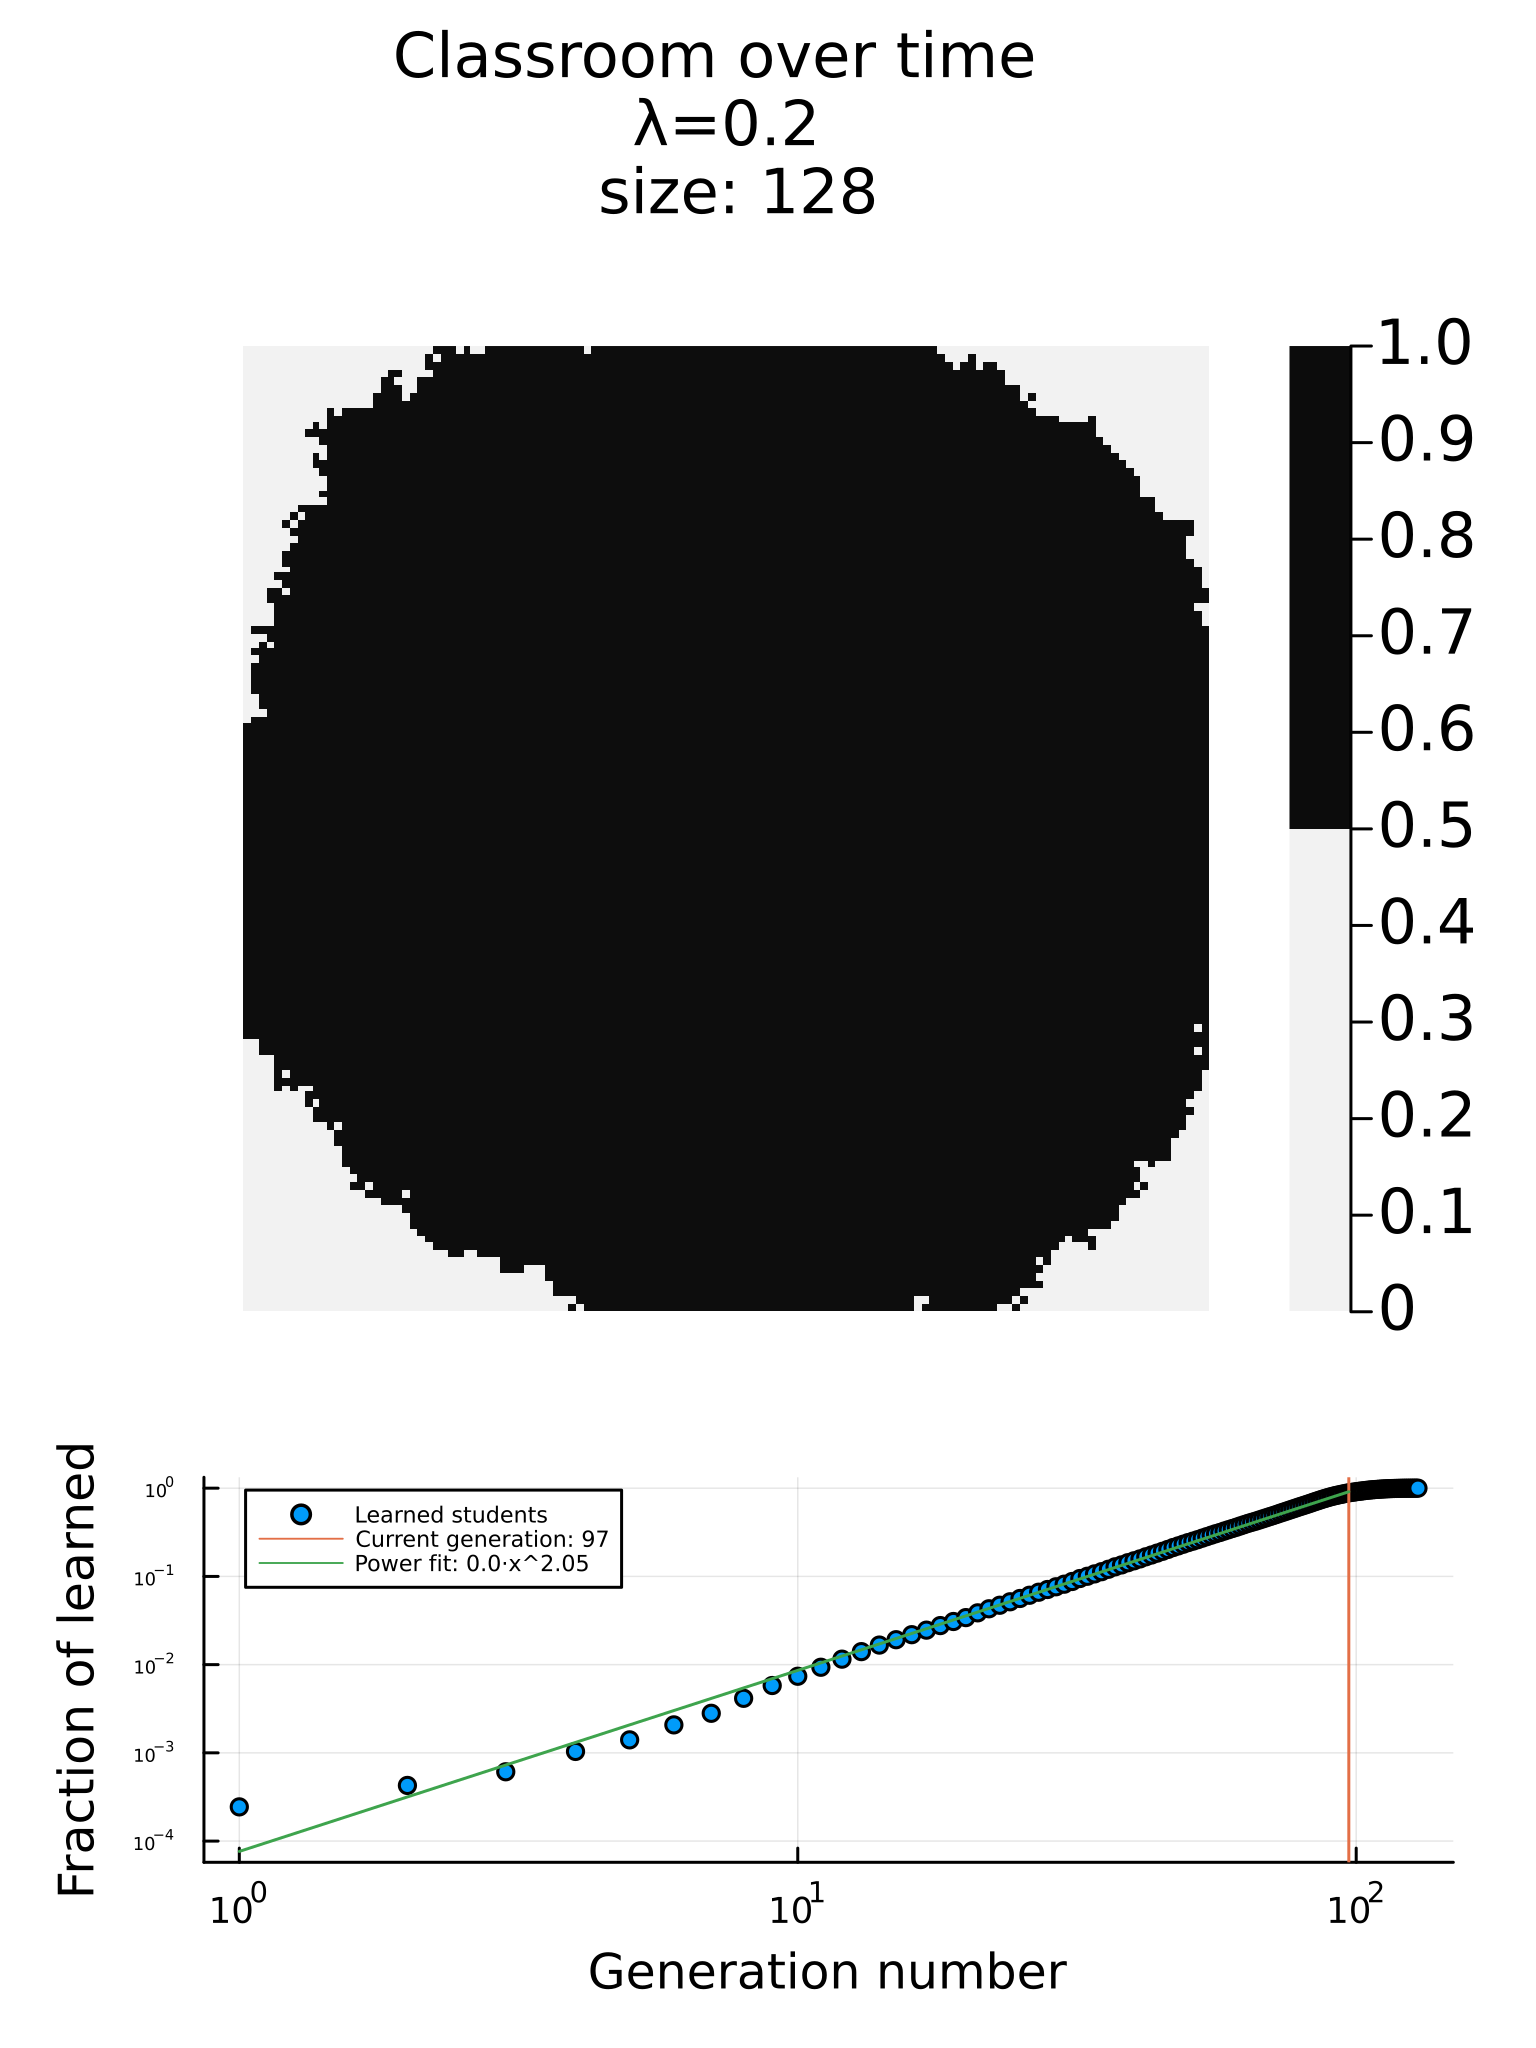 Classroom over time
λ=0.2
size: 128
1.0
0.9
0.8
0.7
0.6
0.5
0.4
0.3
0.2
0.1
0
Fraction of learned
10^0
10^-1
10^-2
10^-3
10^-4
Learned students
Current generation: 97
Power fit: 0.0·x^2.05
10^0
10^1
10^2
Generation number